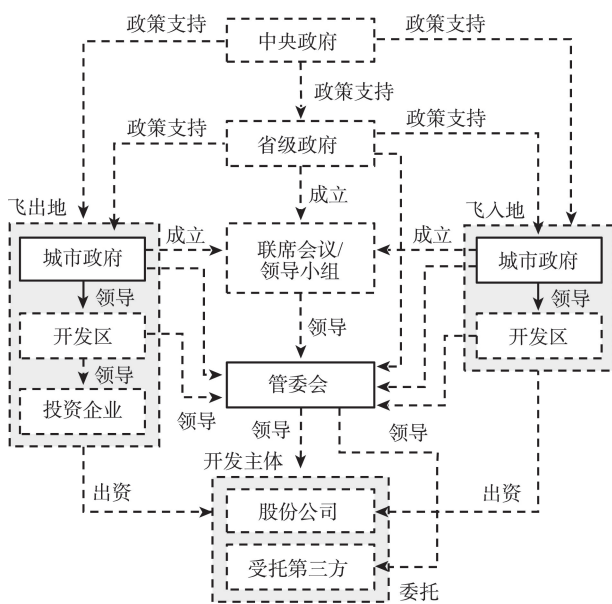 政策支持
中央政府
政策支持
政策支持
政策支持
省级政府
政策支持
飞出地
成立
飞入地
城市政府
成立
联席会议/
领导小组
成立
城市政府
领导
领导
开发区
领导
开发区
领导
管委会
投资企业
领导
领导
领导
开发主体
出资
股份公司
出资
受托第三方
委托